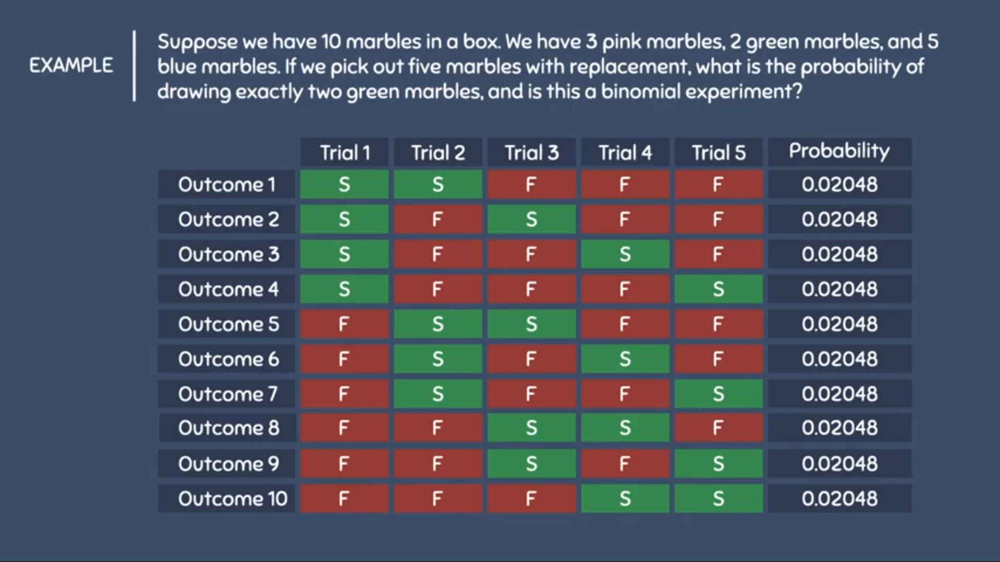 EXAMPLE
Suppose we have 10 marbles in a box. We have 3 pink marbles, 2 green marbles, and 5
blue marbles. If we pick out five marbles with replacement, what is the probability of
drawing exactly two green marbles, and is this a binomial experiment?
Trial 1 Trial 2 Trial 3 Trial 4 Trial 5 Probability
Outcome 1 S S F F F 0.02048
Outcome 2 S F S F F 0.02048
Outcome 3 S F F S F 0.02048
Outcome 4 S F F F S 0.02048
Outcome 5 F S S F F 0.02048
Outcome 6 F S F S F 0.02048
Outcome 7 F S F F S 0.02048
Outcome 8 F F S S F 0.02048
Outcome 9 F F S F S 0.02048
Outcome 10 F F F S S 0.02048